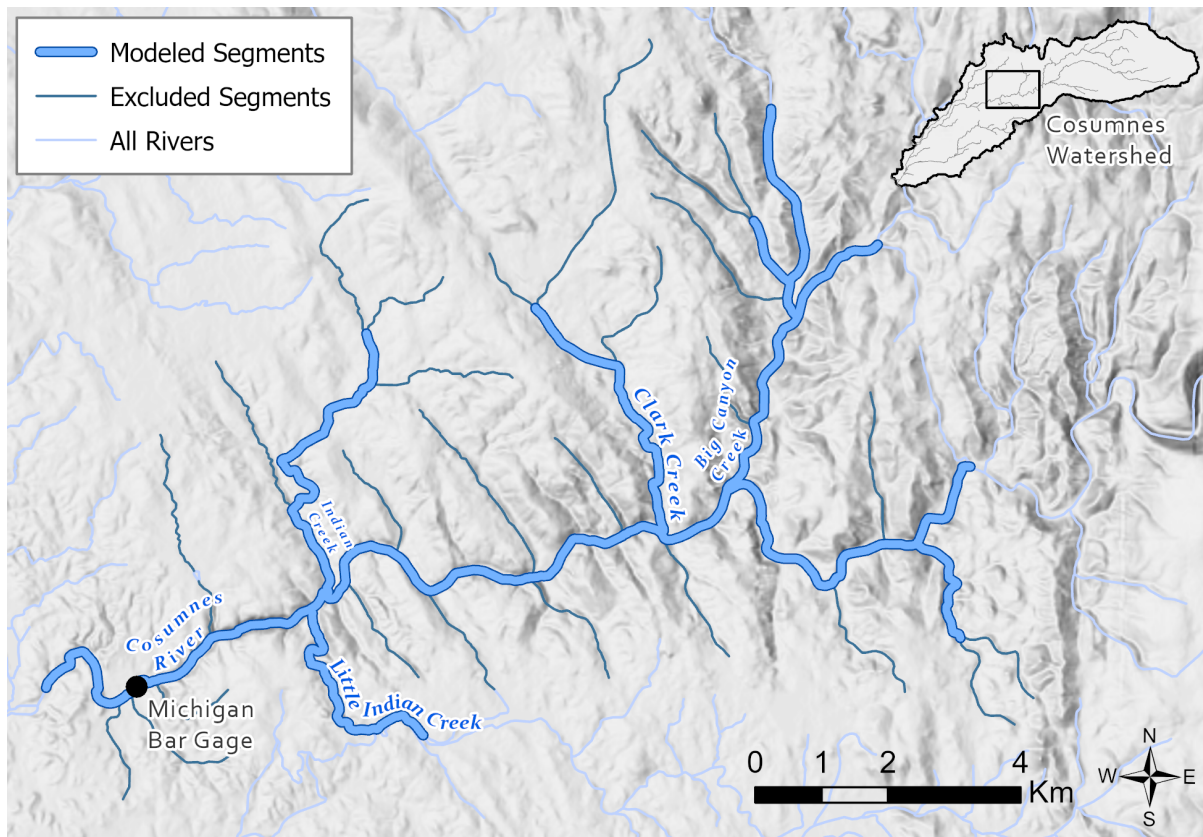 Modeled Segments
Excluded Segments
All Rivers
Cosumnes
Watershed
Clark Creek
Big Canyon
Creek
Indian
Creek
Cosumnes
River
Little Indian Creek
Michigan
Bar Gage
0 1 2 4
Km
N
W E
S